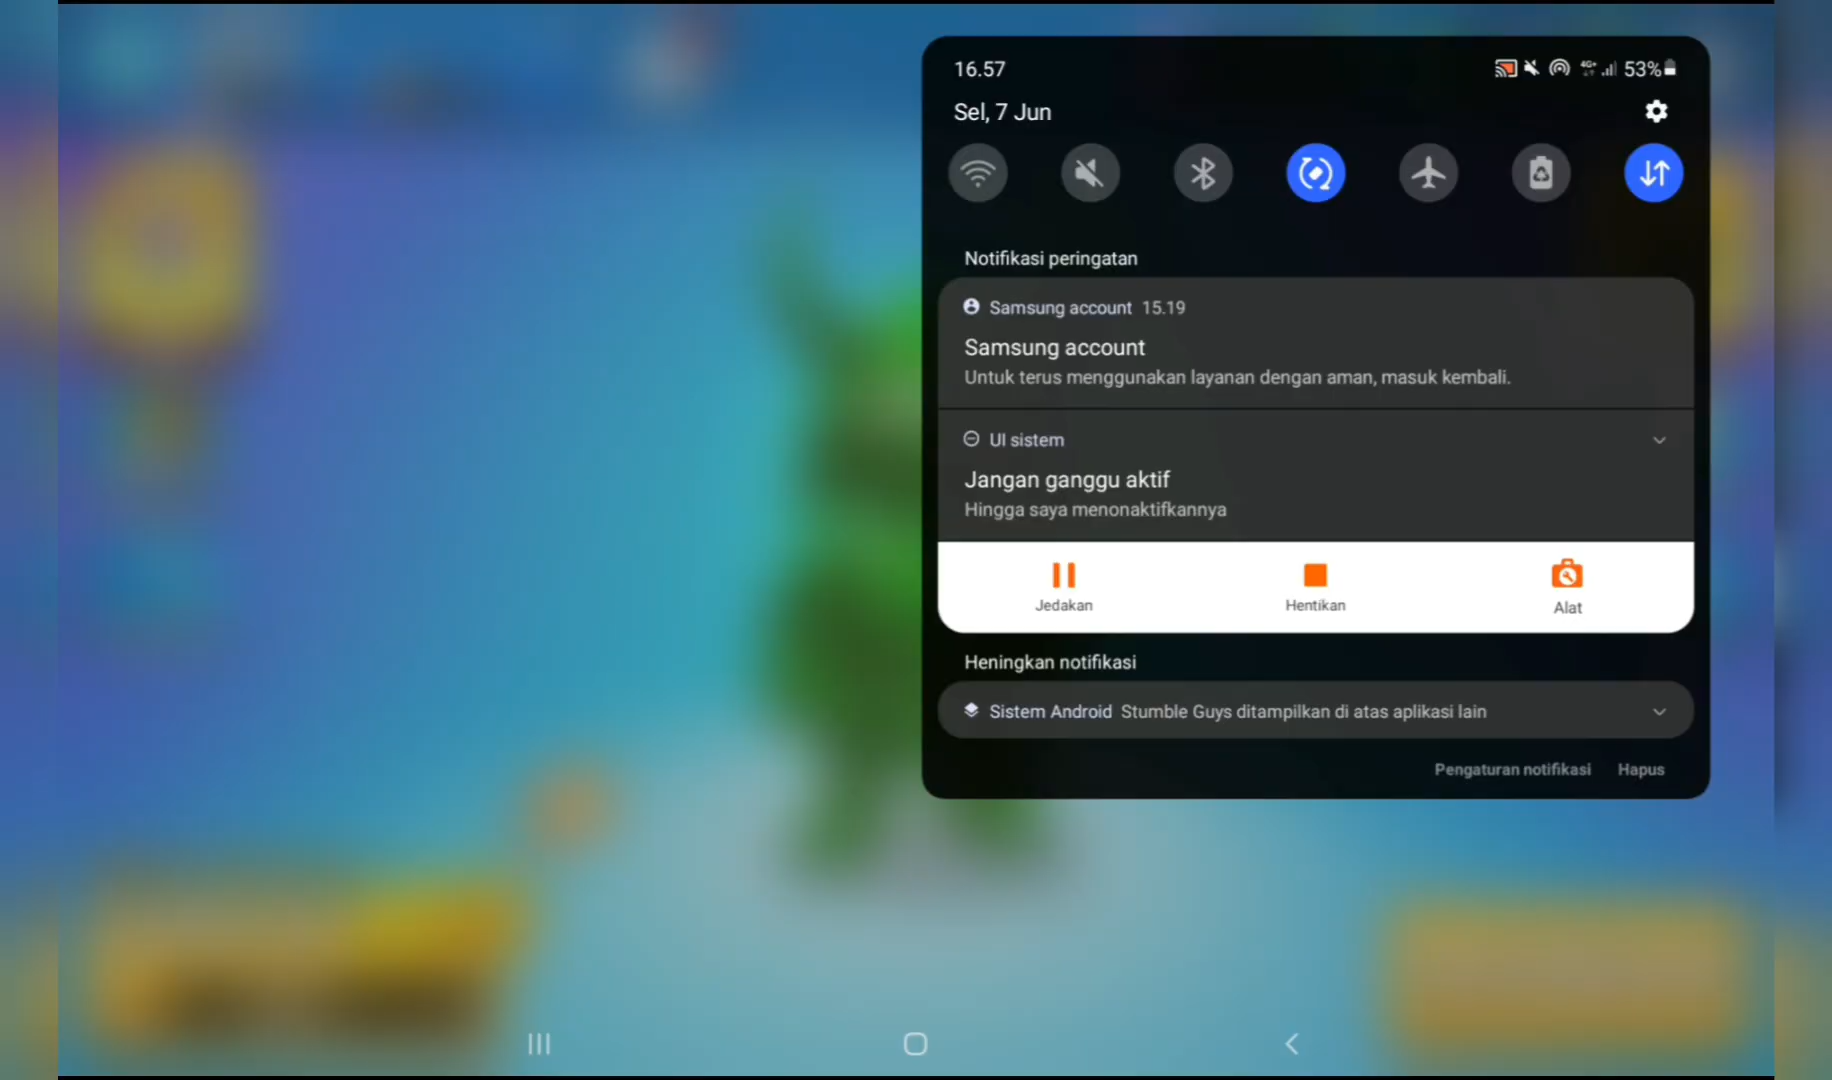 16.57
4G+
53%
Sel, 7 Jun
Notifikasi peringatan
Samsung account 15.19
Samsung account
Untuk terus menggunakan layanan dengan aman, masuk kembali.
UI sistem
Jangan ganggu aktif
Hingga saya menonaktifkannya
Jedakan
Hentikan
Alat
Heningkan notifikasi
Sistem Android Stumble Guys ditampilkan di atas aplikasi lain
Pengaturan notifikasi
Hapus